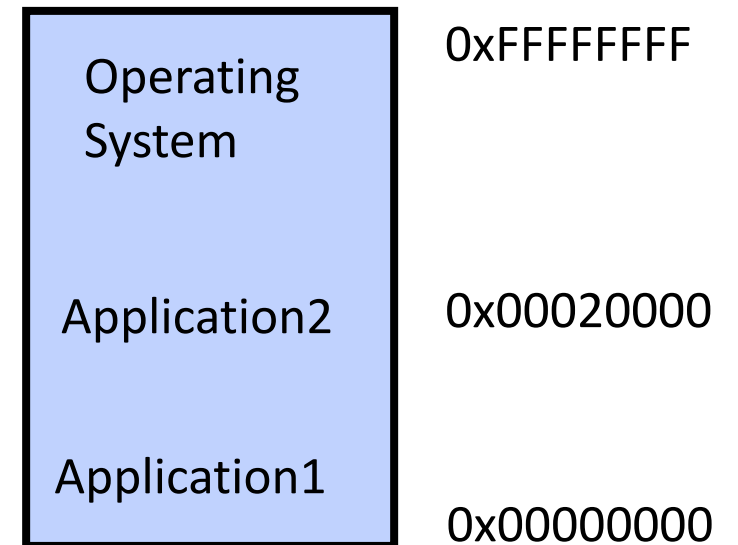 0xFFFFFFFF
Operating
System
Application2
0x00020000
Application1
0x00000000